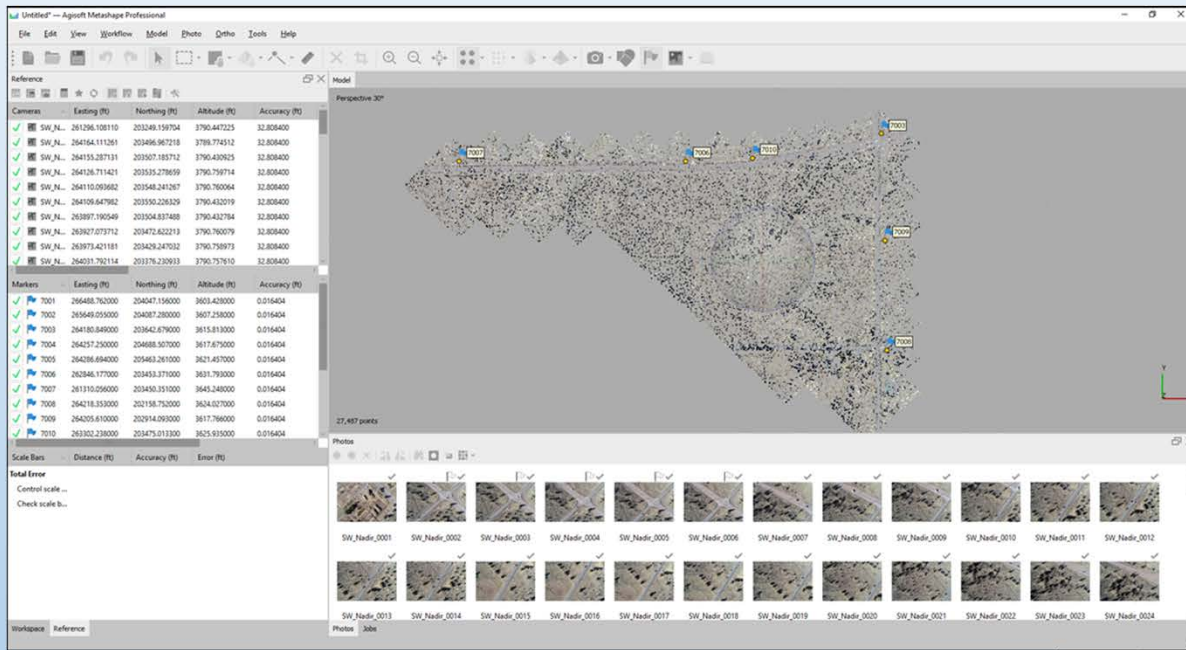 Untitled* — Agisoft Metashape Professional
File Edit View Workflow Model Photo Ortho Tools Help
Reference
Cameras Easting (ft) Northing (ft) Altitude (ft) Accuracy (ft)
SW_N... 261296.108110 203249.159704 3790.447225 32.808400
SW_N... 264164.111261 203496.967218 3789.774512 32.808400
SW_N... 264155.287131 203507.185712 3790.430925 32.808400
SW_N... 264126.711421 203535.278659 3790.759714 32.808400
SW_N... 264110.093682 203548.241267 3790.760064 32.808400
SW_N... 264109.647982 203550.226329 3790.432019 32.808400
SW_N... 263897.190549 203504.837488 3790.432784 32.808400
SW_N... 263927.073712 203472.622213 3790.760079 32.808400
SW_N... 263973.421181 203429.247032 3790.758973 32.808400
SW_N... 264031.792114 203376.230933 3790.757610 32.808400
Markers Easting (ft) Northing (ft) Altitude (ft) Accuracy (ft)
7001 266488.762000 204047.156000 3603.428000 0.016404
7002 265649.055000 204087.280000 3607.258000 0.016404
7003 264180.849000 203642.679000 3615.813000 0.016404
7004 264257.250000 204688.507000 3617.675000 0.016404
7005 264286.694000 205463.261000 3621.457000 0.016404
7006 262846.177000 203453.371000 3631.793000 0.016404
7007 261310.056000 203450.351000 3645.248000 0.016404
7008 264218.353000 202158.752000 3624.027000 0.016404
7009 264205.610000 202914.093000 3617.766000 0.016404
7010 263302.238000 203475.013300 3625.935000 0.016404
Scale Bars Distance (ft) Accuracy (ft) Error (ft)
Total Error
Control scale ...
Check scale b...
Workspace Reference
Model
Perspective 30°
7003
7007 7006 7010
7009
7008
27,487 points
Y
Photos
SW_Nadir_0001 SW_Nadir_0002 SW_Nadir_0003 SW_Nadir_0004 SW_Nadir_0005 SW_Nadir_0006 SW_Nadir_0007 SW_Nadir_0008 SW_Nadir_0009 SW_Nadir_0010 SW_Nadir_0011 SW_Nadir_0012
SW_Nadir_0013 SW_Nadir_0014 SW_Nadir_0015 SW_Nadir_0016 SW_Nadir_0017 SW_Nadir_0018 SW_Nadir_0019 SW_Nadir_0020 SW_Nadir_0021 SW_Nadir_0022 SW_Nadir_0023 SW_Nadir_0024
Photos Jobs